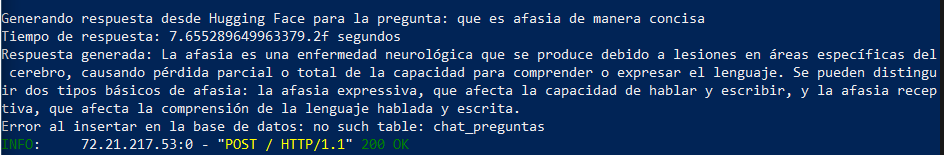 Generando respuesta desde Hugging Face para la pregunta: que es afasia de manera concisa
Tiempo de respuesta: 7.655289649963379.2f segundos
Respuesta generada: La afasia es una enfermedad neurológica que se produce debido a lesiones en áreas específicas del
 cerebro, causando pérdida parcial o total de la capacidad para comprender o expresar el lenguaje. Se pueden distingu
ir dos tipos básicos de afasia: la afasia expressiva, que afecta la capacidad de hablar y escribir, y la afasia recep
tiva, que afecta la comprensión de la lenguaje hablada y escrita.
Error al insertar en la base de datos: no such table: chat_preguntas
INFO:     72.21.217.53:0 - "POST / HTTP/1.1" 200 OK